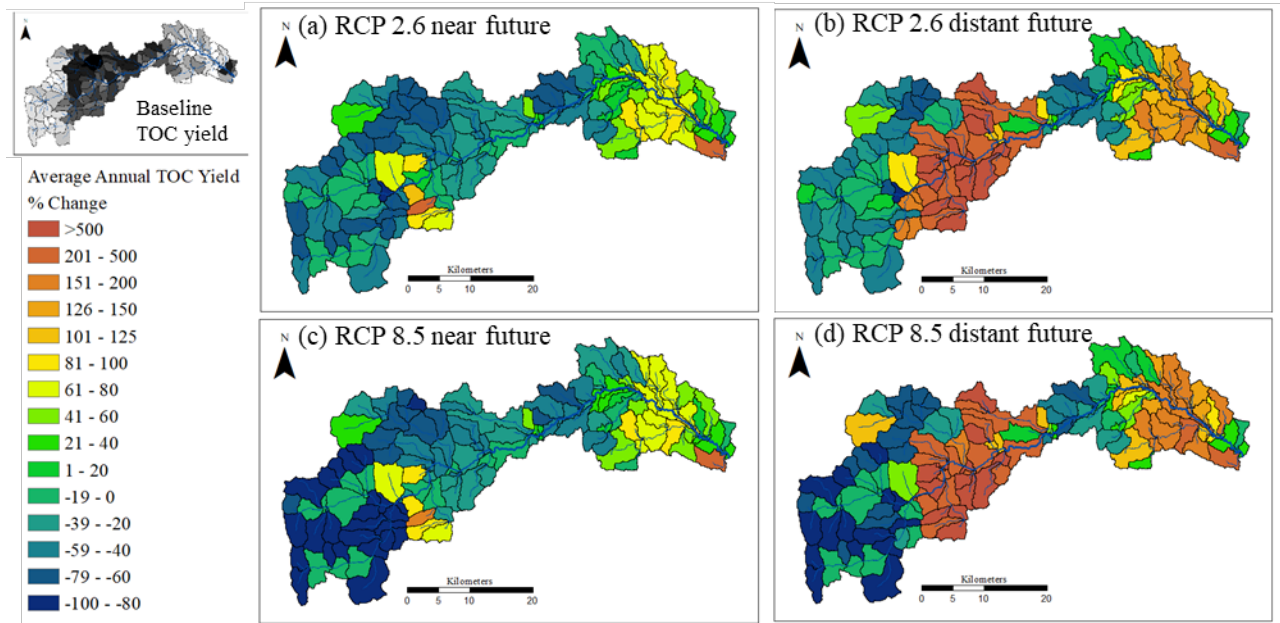 N
Baseline
TOC yield
Average Annual TOC Yield
% Change
>500
201 - 500
151 - 200
126 - 150
101 - 125
81 - 100
61 - 80
41 - 60
21 - 40
1 - 20
-19 - 0
-39 - -20
-59 - -40
-79 - -60
-100 - -80
N
(a) RCP 2.6 near future
Kilometers
0 5 10 20
N
(b) RCP 2.6 distant future
Kilometers
0 5 10 20
N
(c) RCP 8.5 near future
Kilometers
0 5 10 20
N
(d) RCP 8.5 distant future
Kilometers
0 5 10 20